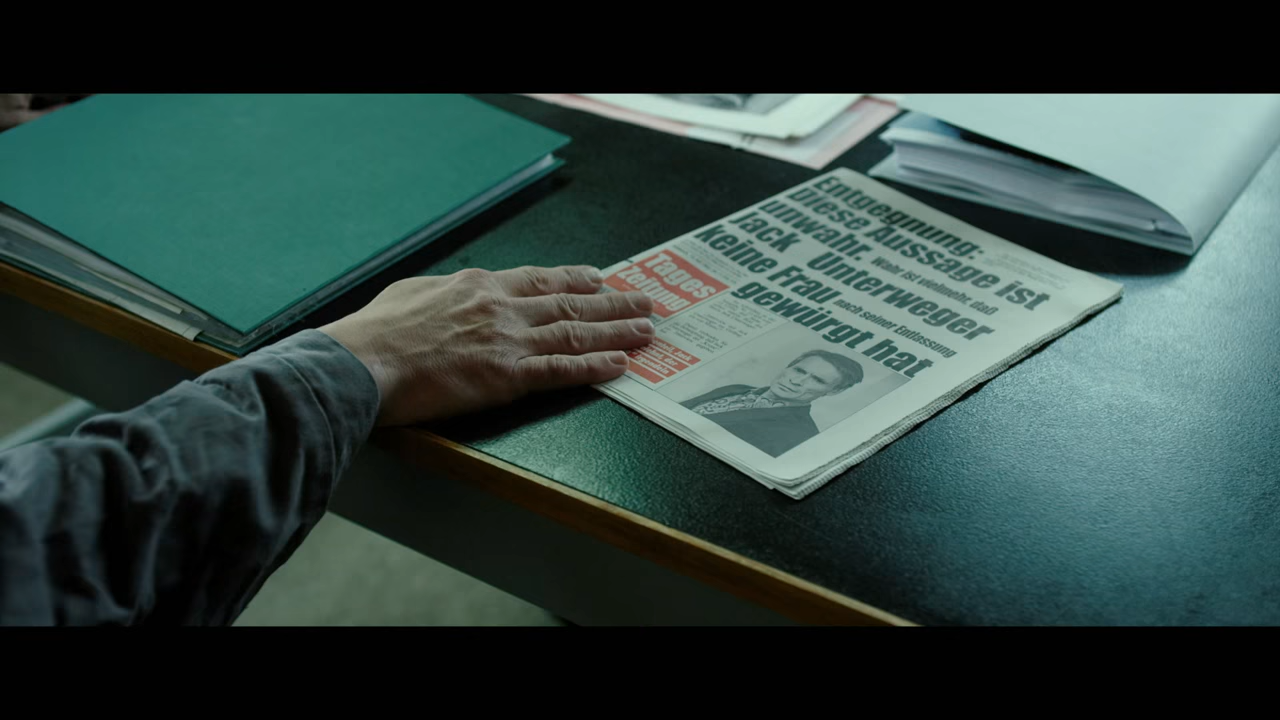 Entgegnung:
Diese Aussage ist
unwahr. Wahr ist vielmehr, daß
Jack Unterweger
keine Frau nach seiner Entlassung
gewürgt hat
Tages
Zeitung